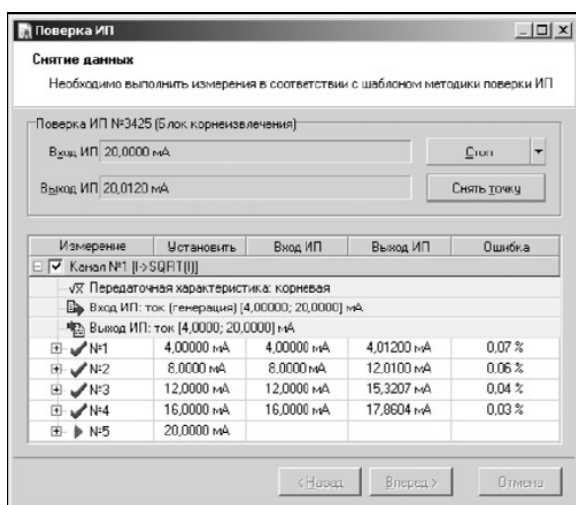 Поверка ИП
Снятие данных
Необходимо выполнить измерения в соответствии с шаблоном методики поверки ИП
Поверка ИП №3425 (Блок корнеизвлечения)
Вход ИП 20,0000 мА Стоп
Выход ИП 20,0120 мА Снять точку
Измерение Установить Вход ИП Выход ИП Ошибка
Канал №1 [I->SQRT(I)]
√X Передаточная характеристика: корневая
Вход ИП: ток (генерация) [4,00000; 20,0000] мА
Выход ИП: ток [4,0000; 20,0000] мА
№1 4,00000 мА 4,00000 мА 4,01200 мА 0,07 %
№2 8,0000 мА 8,0000 мА 12,0100 мА 0,06 %
№3 12,0000 мА 12,0000 мА 15,3207 мА 0,04 %
№4 16,0000 мА 16,0000 мА 17,8604 мА 0,03 %
№5 20,0000 мА
< Назад Вперед > Отмена